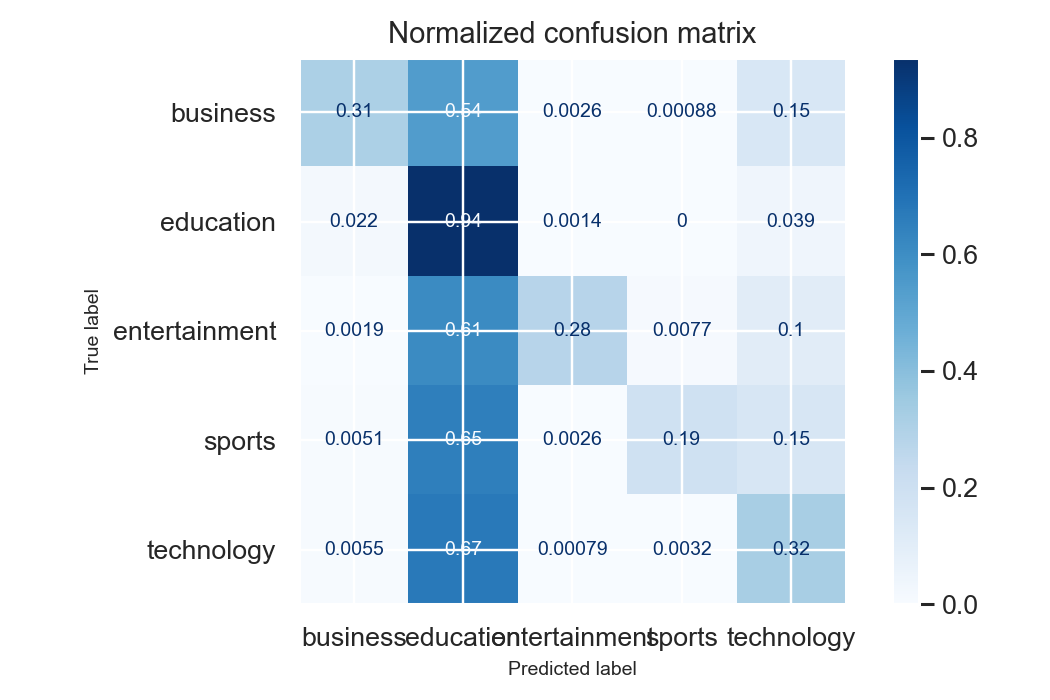 Normalized confusion matrix
business 0.31 0.54 0.0026 0.00088 0.15
0.8
education 0.022 0.94 0.0014 0 0.039
0.6
entertainment 0.0019 0.61 0.28 0.0077 0.1
0.4
sports 0.0051 0.65 0.0026 0.19 0.15
0.2
technology 0.0055 0.67 0.00079 0.0032 0.32
0.0
True label
business education entertainment sports technology
Predicted label